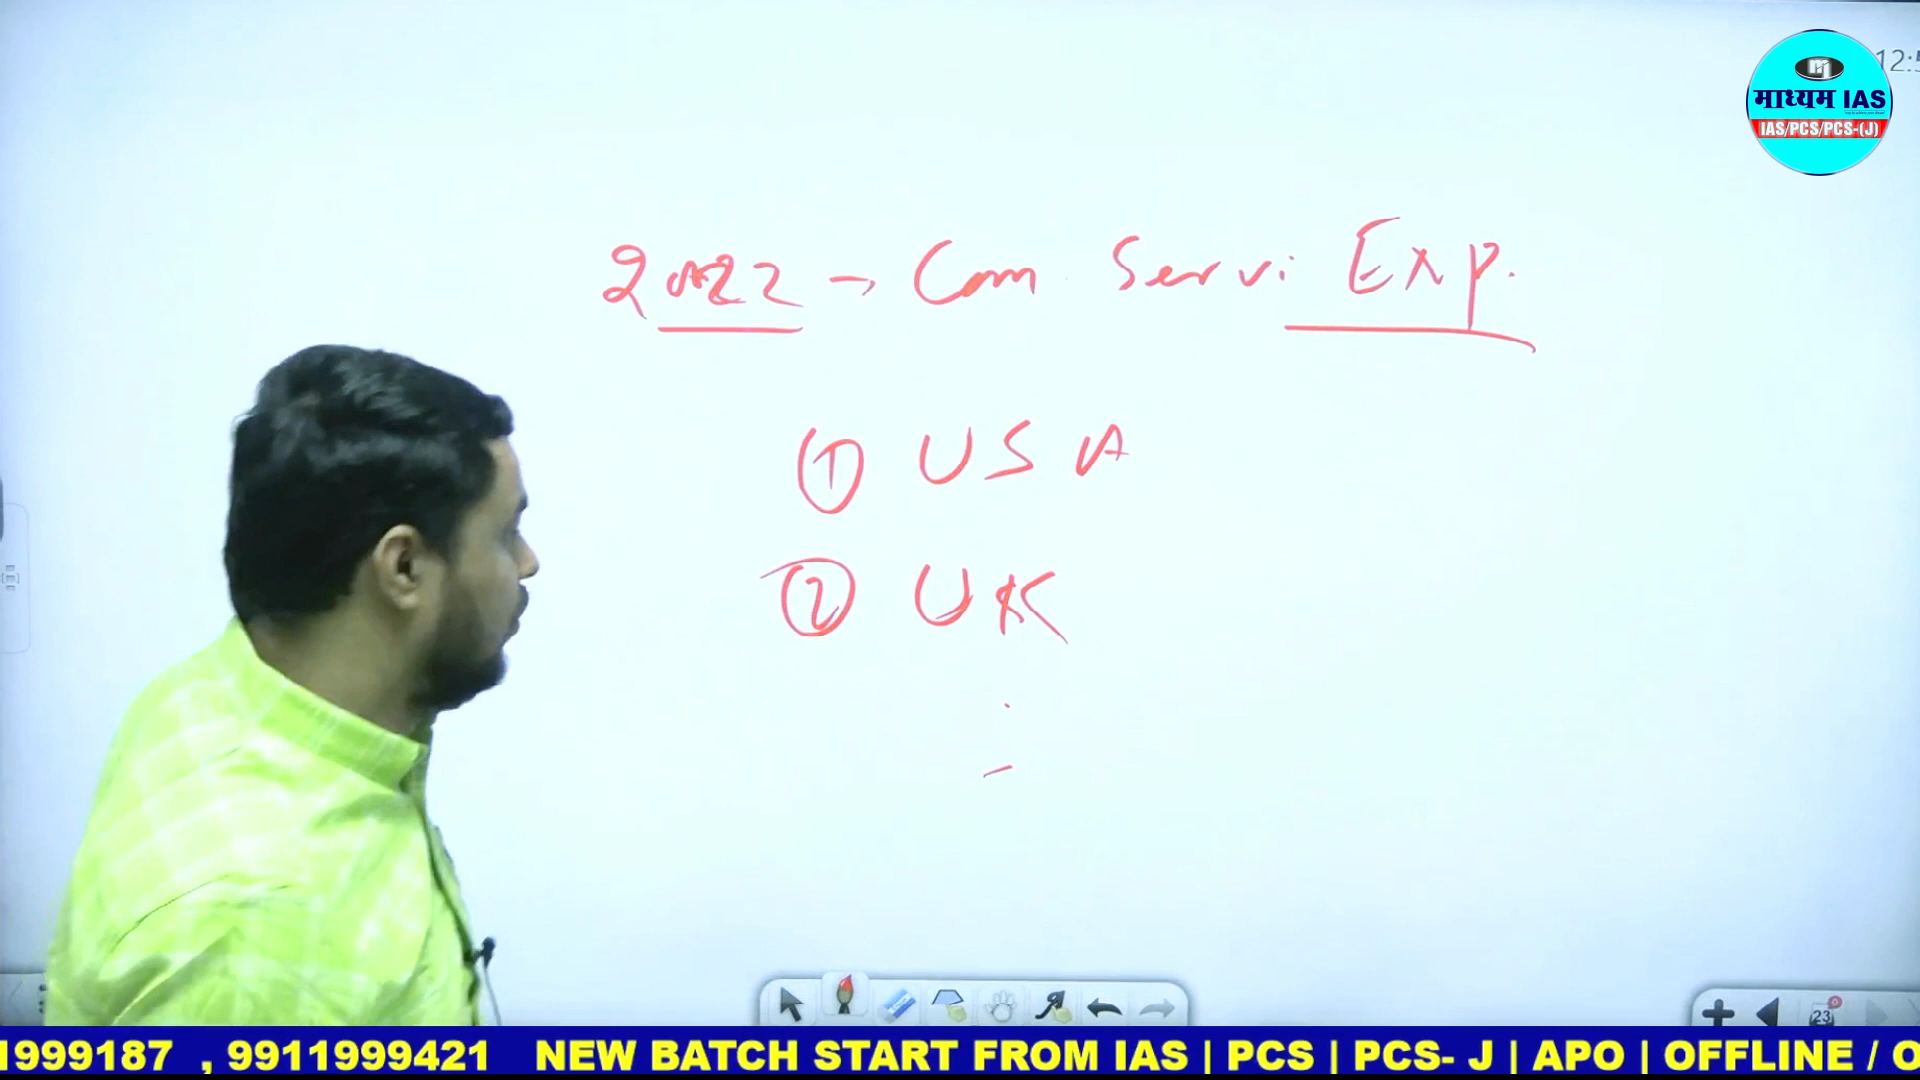 12:5
माध्यम IAS
IAS/PCS/PCS-(J)
2022 → Com Servi Exp.
① USA
② UK
23
1999187 , 9911999421 NEW BATCH START FROM IAS | PCS | PCS- J | APO | OFFLINE / O